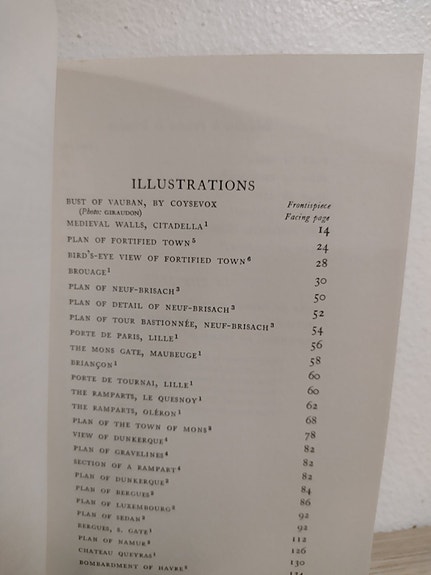 ILLUSTRATIONS
BUST OF VAUBAN, BY COYSEVOX Frontispiece
(Photo: GIRAUDON) Facing page
MEDIEVAL WALLS, CITADELLA¹ 14
PLAN OF FORTIFIED TOWN⁵ 24
BIRD'S-EYE VIEW OF FORTIFIED TOWN⁶ 28
BROUAGE¹ 30
PLAN OF NEUF-BRISACH³ 50
PLAN OF DETAIL OF NEUF-BRISACH³ 52
PLAN OF TOUR BASTIONNÉE, NEUF-BRISACH³ 54
PORTE DE PARIS, LILLE¹ 56
THE MONS GATE, MAUBEUGE¹ 58
BRIANÇON¹ 60
PORTE DE TOURNAI, LILLE¹ 60
THE RAMPARTS, LE QUESNOY¹ 62
THE RAMPARTS, OLÉRON¹ 68
PLAN OF THE TOWN OF MONS² 78
VIEW OF DUNKERQUE⁴ 82
PLAN OF GRAVELINES⁴ 82
SECTION OF A RAMPART⁴ 82
PLAN OF DUNKERQUE² 84
PLAN OF BERGUES² 86
PLAN OF LUXEMBOURG³ 92
PLAN OF SEDAN³ 92
BERGUES, S. GATE¹ 112
PLAN OF NAMUR² 126
CHATEAU QUEYRAS¹ 130
BOMBARDMENT OF HAVRE¹